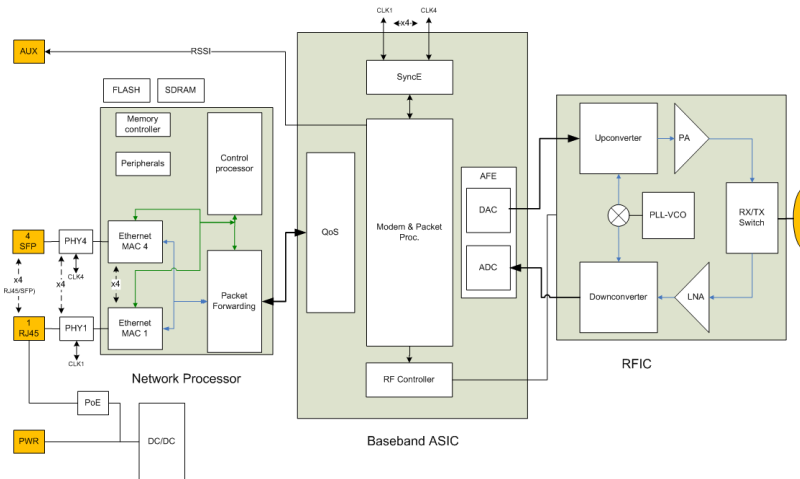 CLK1
x4
CLK4
AUX
RSSI
SyncE
FLASH
SDRAM
Memory
controller
Peripherals
Control
processor
Upconverter
PA
AFE
DAC
ADC
QoS
Modem & Packet
Proc.
PLL-VCO
RX/TX
Switch
4
SFP
PHY4
Ethernet
MAC 4
CLK4
x4
RJ45/SFP)
x4
x4
Packet
Forwarding
Downconverter
LNA
1
RJ45
PHY1
Ethernet
MAC 1
CLK1
RF Controller
RFIC
Network Processor
PoE
PWR
DC/DC
Baseband ASIC